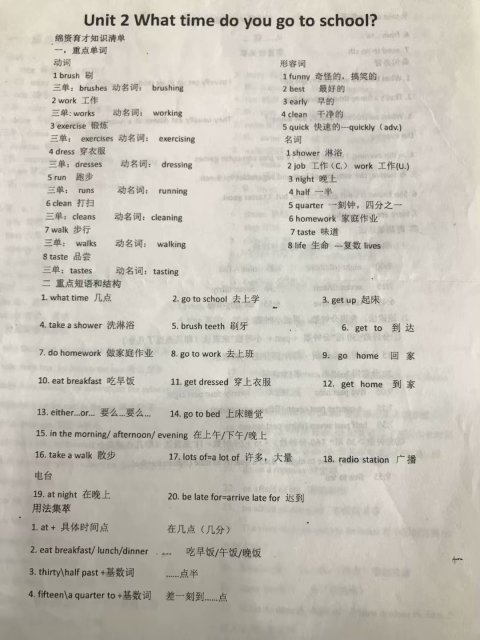 Unit 2 What time do you go to school?
绵贤育才知识清单
一．重点单词
动词
1 brush 刷
三单：brushes 动名词： brushing
2 work 工作
三单: works 动名词： working
3 exercise 锻炼
三单： exercises 动名词： exercising
4 dress 穿衣服
三单： dresses 动名词： dressing
5 run 跑步
三单： runs 动名词： running
6 clean 打扫
三单：cleans 动名词：cleaning
7 walk 步行
三单： walks 动名词： walking
8 taste 品尝
三单：tastes 动名词：tasting
形容词
1 funny 奇怪的，搞笑的
2 best 最好的
3 early 早的
4 clean 干净的
5 quick 快速的---quickly（adv.)
名词
1 shower 淋浴
2 job 工作（C.） work 工作(U.)
3 night 晚上
4 half 一半
5 quarter 一刻钟，四分之一
6 homework 家庭作业
7 taste 味道
8 life 生命 ---复数 lives
二 重点短语和结构
1. what time 几点 2. go to school 去上学 3. get up 起床
4. take a shower 洗淋浴 5. brush teeth 刷牙 6. get to 到达
7. do homework 做家庭作业 8. go to work 去上班 9. go home 回家
10. eat breakfast 吃早饭 11. get dressed 穿上衣服 12. get home 到家
13. either...or... 要么...要么... 14. go to bed 上床睡觉
15. in the morning/ afternoon/ evening 在上午/下午/晚上
16. take a walk 散步 17. lots of=a lot of 许多，大量 18. radio station 广播
电台
19. at night 在晚上 20. be late for=arrive late for 迟到
用法集萃
1. at + 具体时间点 在几点（几分）
2. eat breakfast/ lunch/dinner 吃早饭/午饭/晚饭
3. thirty\half past +基数词 ……点半
4. fifteen\a quarter to +基数词 差一刻到……点